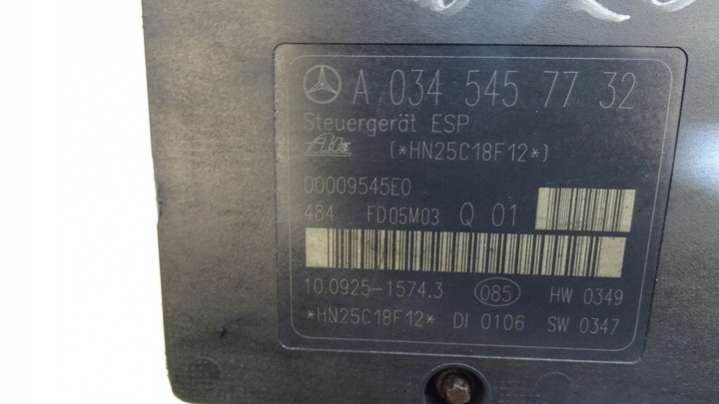 A 034 545 77 32
Steuergerät ESP
(*HN25C18F12*)
00009545E0
484 FD05M03 Q 01
10.0925-1574.3 085 HW 0349
*HN25C18F12* DI 0106 SW 0347